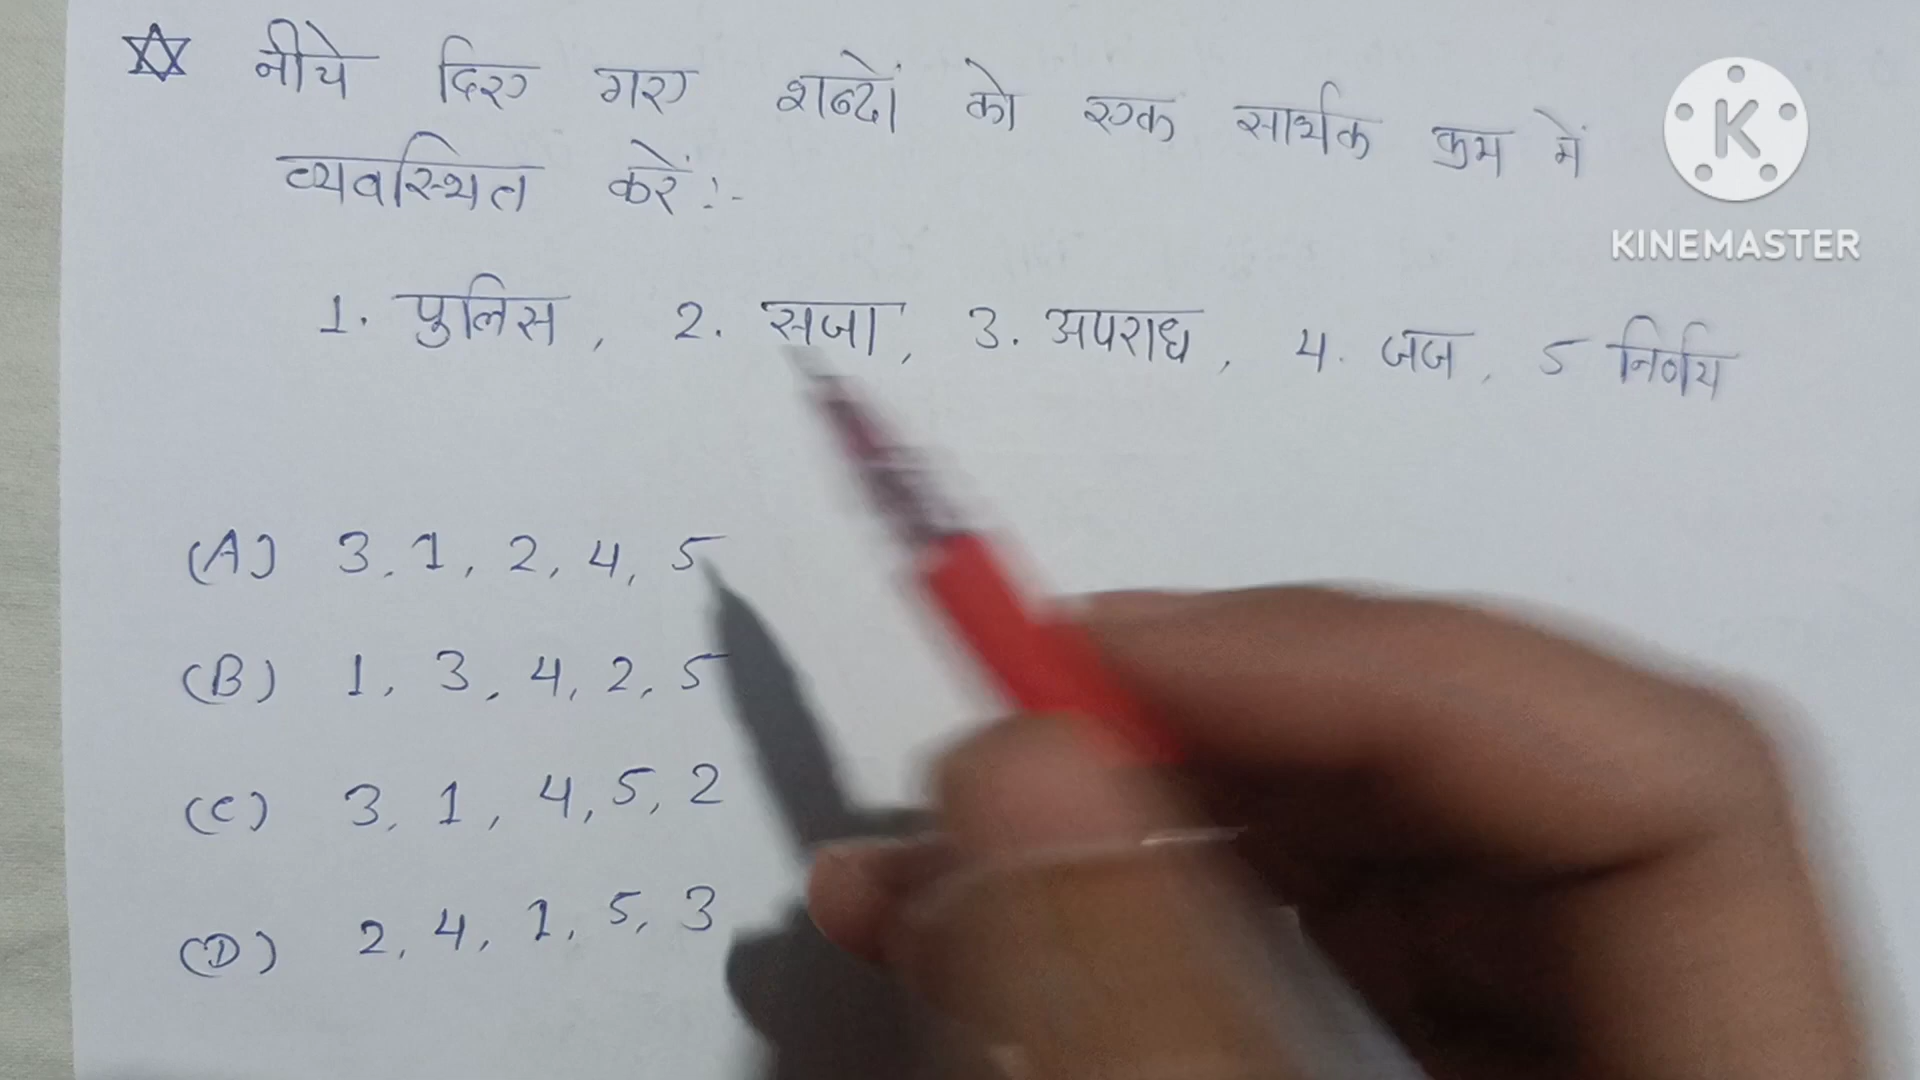 नीचे दिए गए शब्दों को एक सार्थक क्रम में
व्यवस्थित करें :-
1. पुलिस, 2. सजा, 3. अपराध, 4. जज, 5 निर्णय
(A) 3, 1, 2, 4, 5
(B) 1, 3, 4, 2, 5
(C) 3, 1, 4, 5, 2
(D) 2, 4, 1, 5, 3
K
KINEMASTER